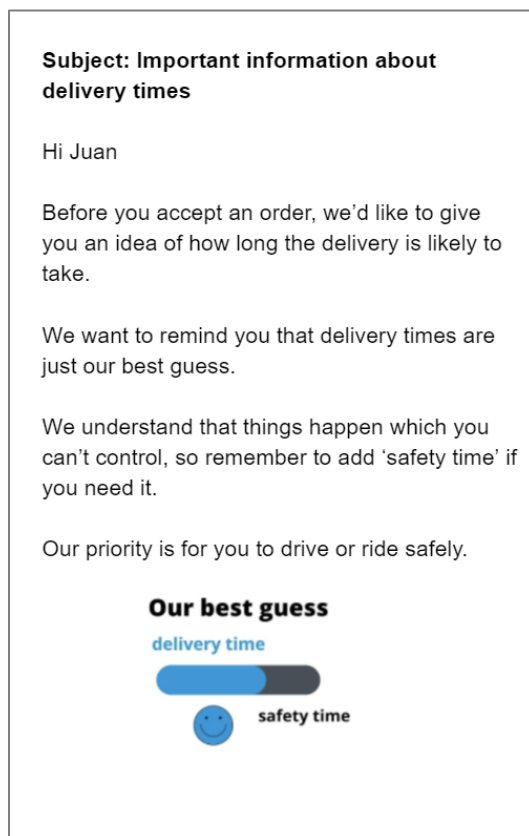 Subject: Important information about
delivery times
Hi Juan
Before you accept an order, we’d like to give
you an idea of how long the delivery is likely to
take.
We want to remind you that delivery times are
just our best guess.
We understand that things happen which you
can’t control, so remember to add ‘safety time’ if
you need it.
Our priority is for you to drive or ride safely.
Our best guess
delivery time
safety time